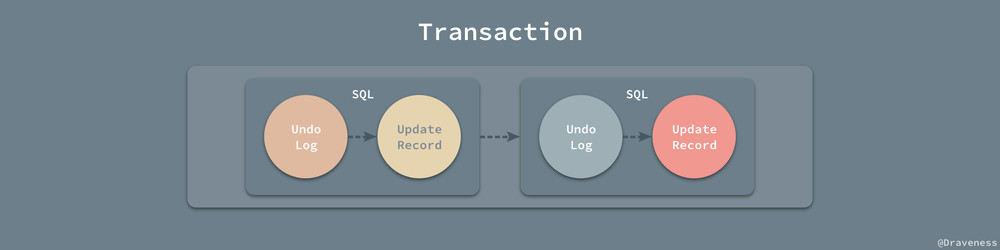 Transaction
SQL
Undo
Log
Update
Record
SQL
Undo
Log
Update
Record
@Draveness